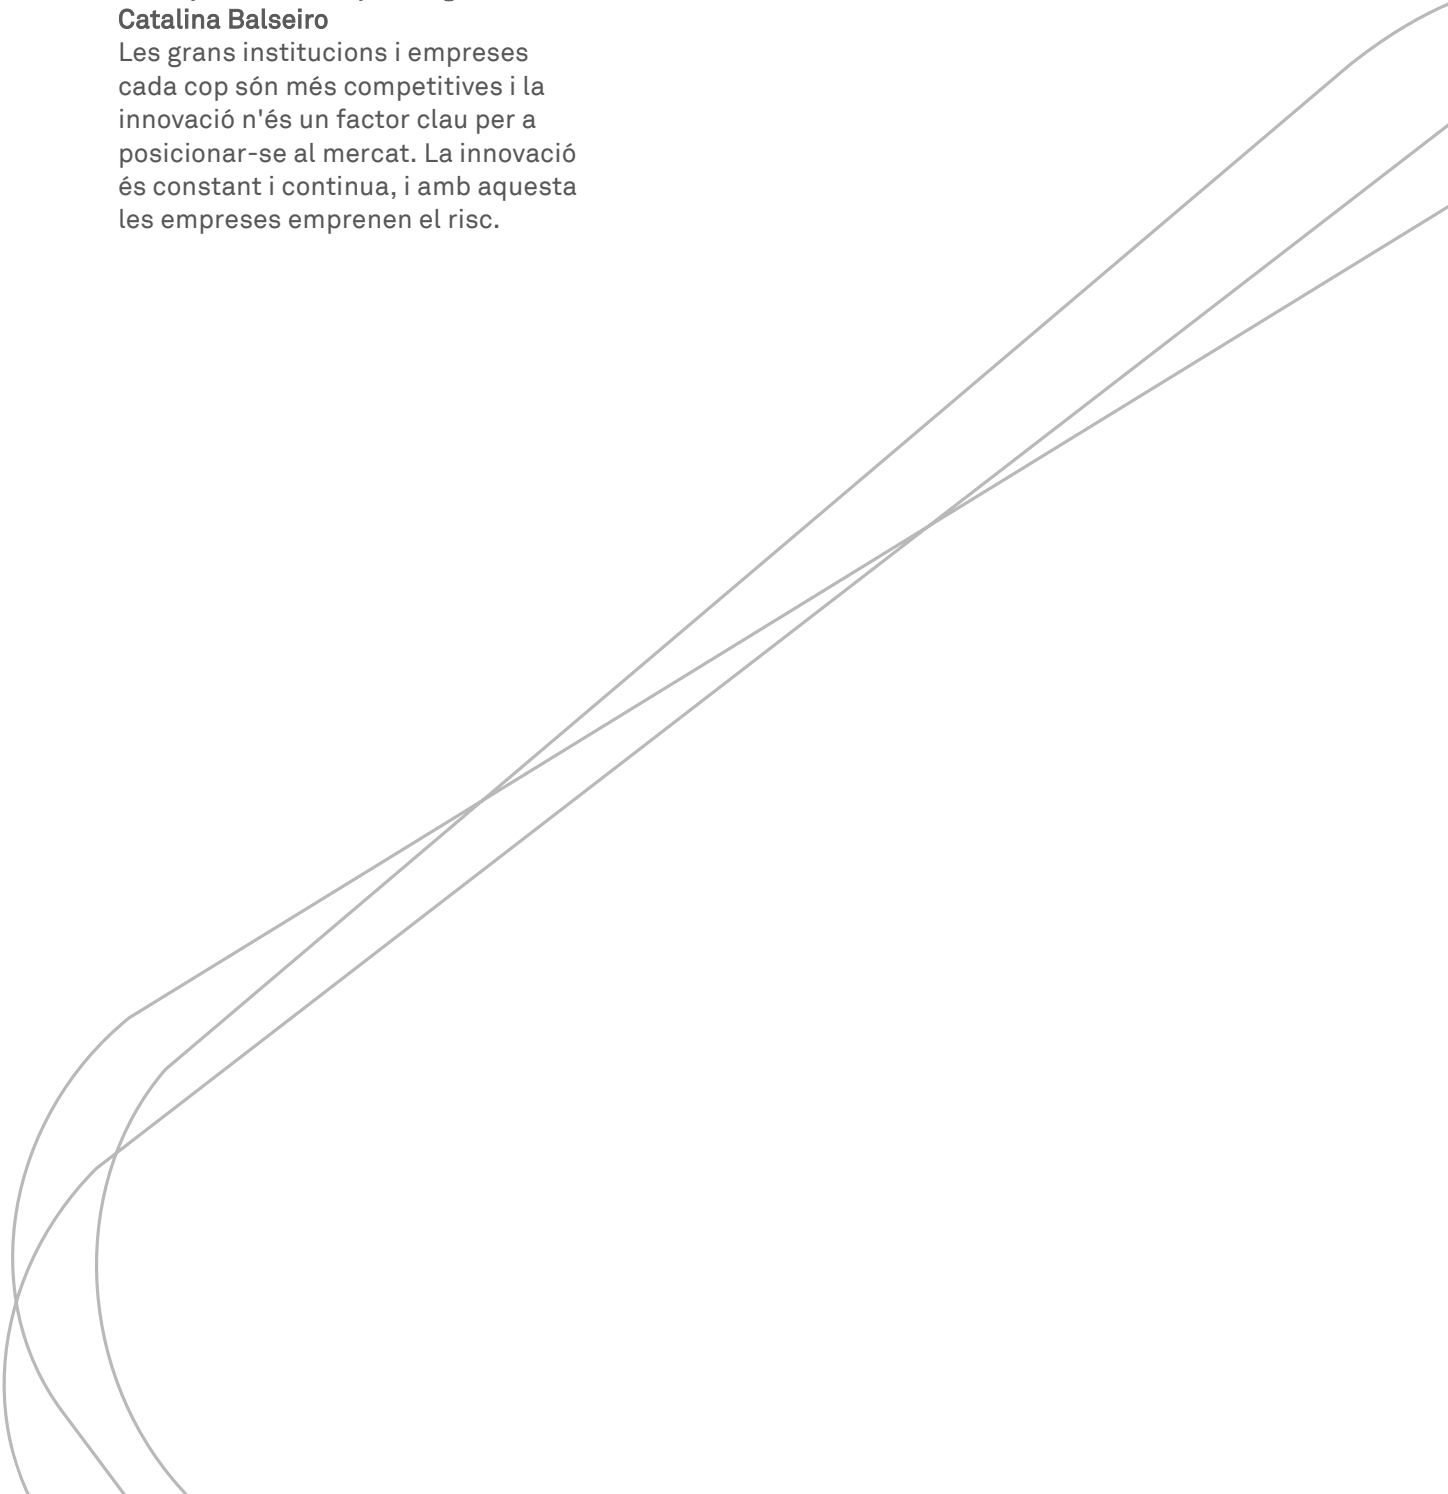 Catalina Balseiro
Les grans institucions i empreses
cada cop són més competitives i la
innovació n'és un factor clau per a
posicionar-se al mercat. La innovació
és constant i continua, i amb aquesta
les empreses emprenen el risc.